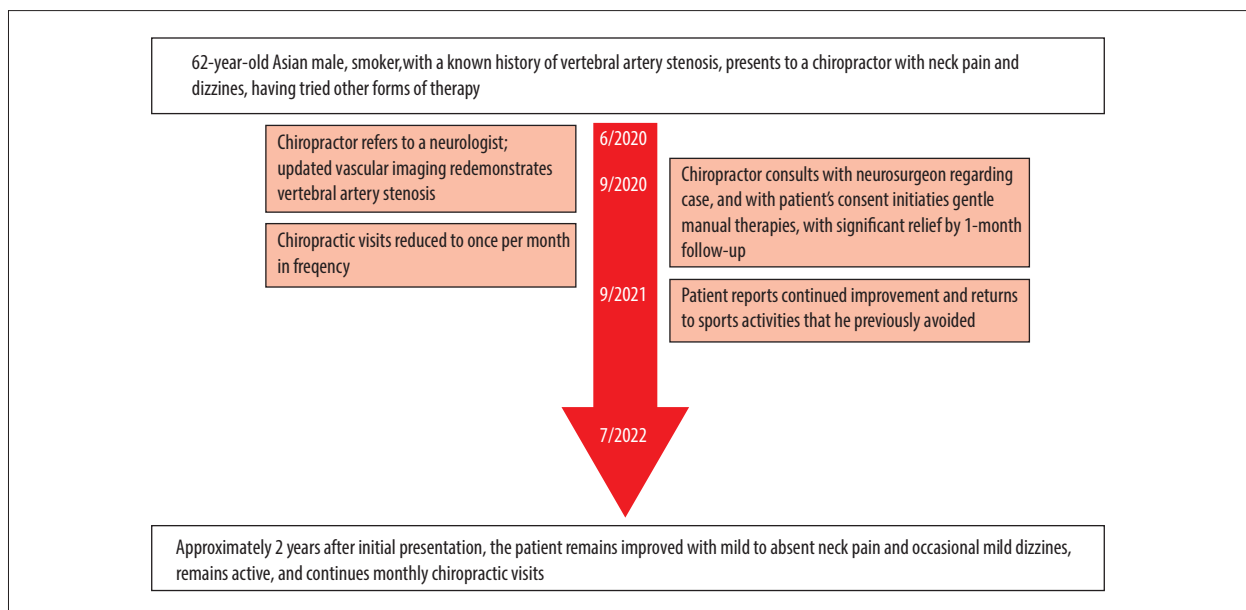 62-year-old Asian male, smoker,with a known history of vertebral artery stenosis, presents to a chiropractor with neck pain and
dizzines, having tried other forms of therapy
6/2020
Chiropractor refers to a neurologist;
updated vascular imaging redemonstrates
vertebral artery stenosis
9/2020
Chiropractor consults with neurosurgeon regarding
case, and with patient's consent initiaties gentle
manual therapies, with significant relief by 1-month
follow-up
Chiropractic visits reduced to once per month
in freqency
9/2021
Patient reports continued improvement and returns
to sports activities that he previously avoided
7/2022
Approximately 2 years after initial presentation, the patient remains improved with mild to absent neck pain and occasional mild dizzines,
remains active, and continues monthly chiropractic visits